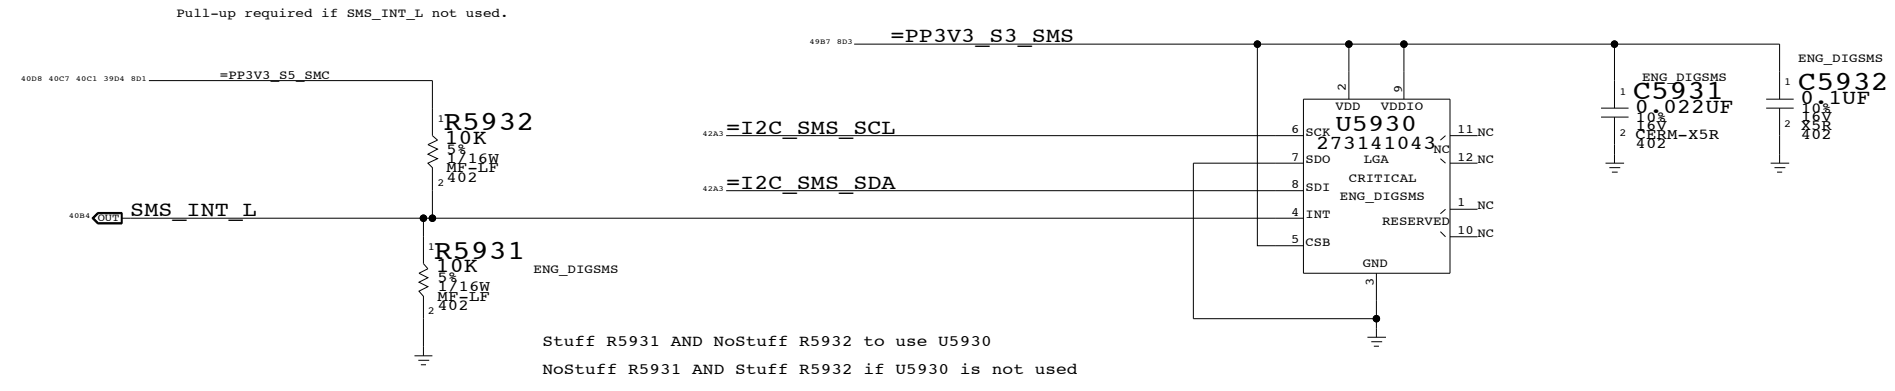 Pull-up required if SMS_INT_L not used.
49B7 8D3 =PP3V3_S3_SMS
40D8 40C7 40C1 39D4 8D1 =PP3V3_S5_SMC
1 R5932
10K
5%
1/16W
MF-LF
402
2
42A3 =I2C_SMS_SCL
42A3 =I2C_SMS_SDA
40B4 OUT SMS_INT_L
1 R5931
10K
5%
1/16W
MF-LF
402
2
ENG_DIGSMS
2 9
VDD VDDIO
U5930
273141043
LGA
CRITICAL
ENG_DIGSMS
6 SCK
7 SDO
8 SDI
4 INT
5 CSB
NC
11 NC
12 NC
RESERVED
1 NC
10 NC
GND
3
ENG_DIGSMS
1 C5931
0.022UF
10%
16V
2 CERM-X5R
402
ENG_DIGSMS
1 C5932
0.1UF
10%
16V
2 X5R
402
Stuff R5931 AND NoStuff R5932 to use U5930
NoStuff R5931 AND Stuff R5932 if U5930 is not used